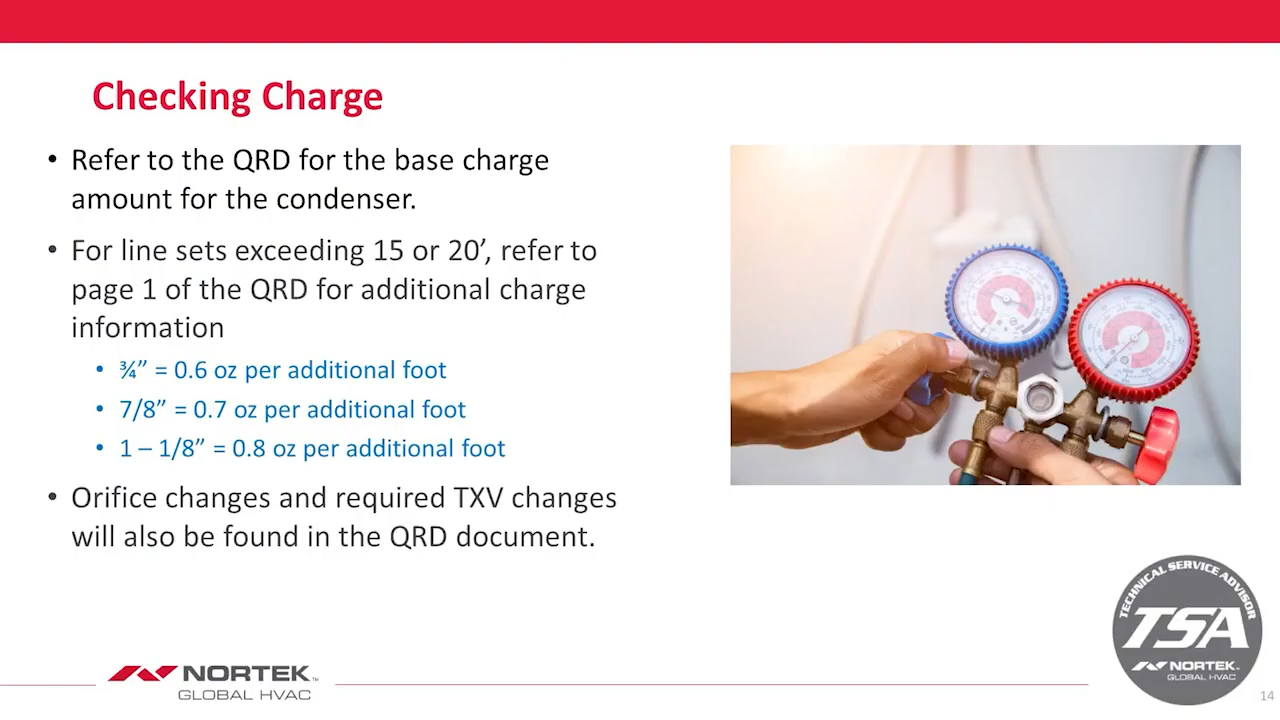 Checking Charge
• Refer to the QRD for the base charge
amount for the condenser.
• For line sets exceeding 15 or 20’, refer to
page 1 of the QRD for additional charge
information
• ¾” = 0.6 oz per additional foot
• 7/8” = 0.7 oz per additional foot
• 1 – 1/8” = 0.8 oz per additional foot
• Orifice changes and required TXV changes
will also be found in the QRD document.
NORTEK™
GLOBAL HVAC
TECHNICAL SERVICE ADVISOR
TSA
NORTEK™
GLOBAL HVAC
14